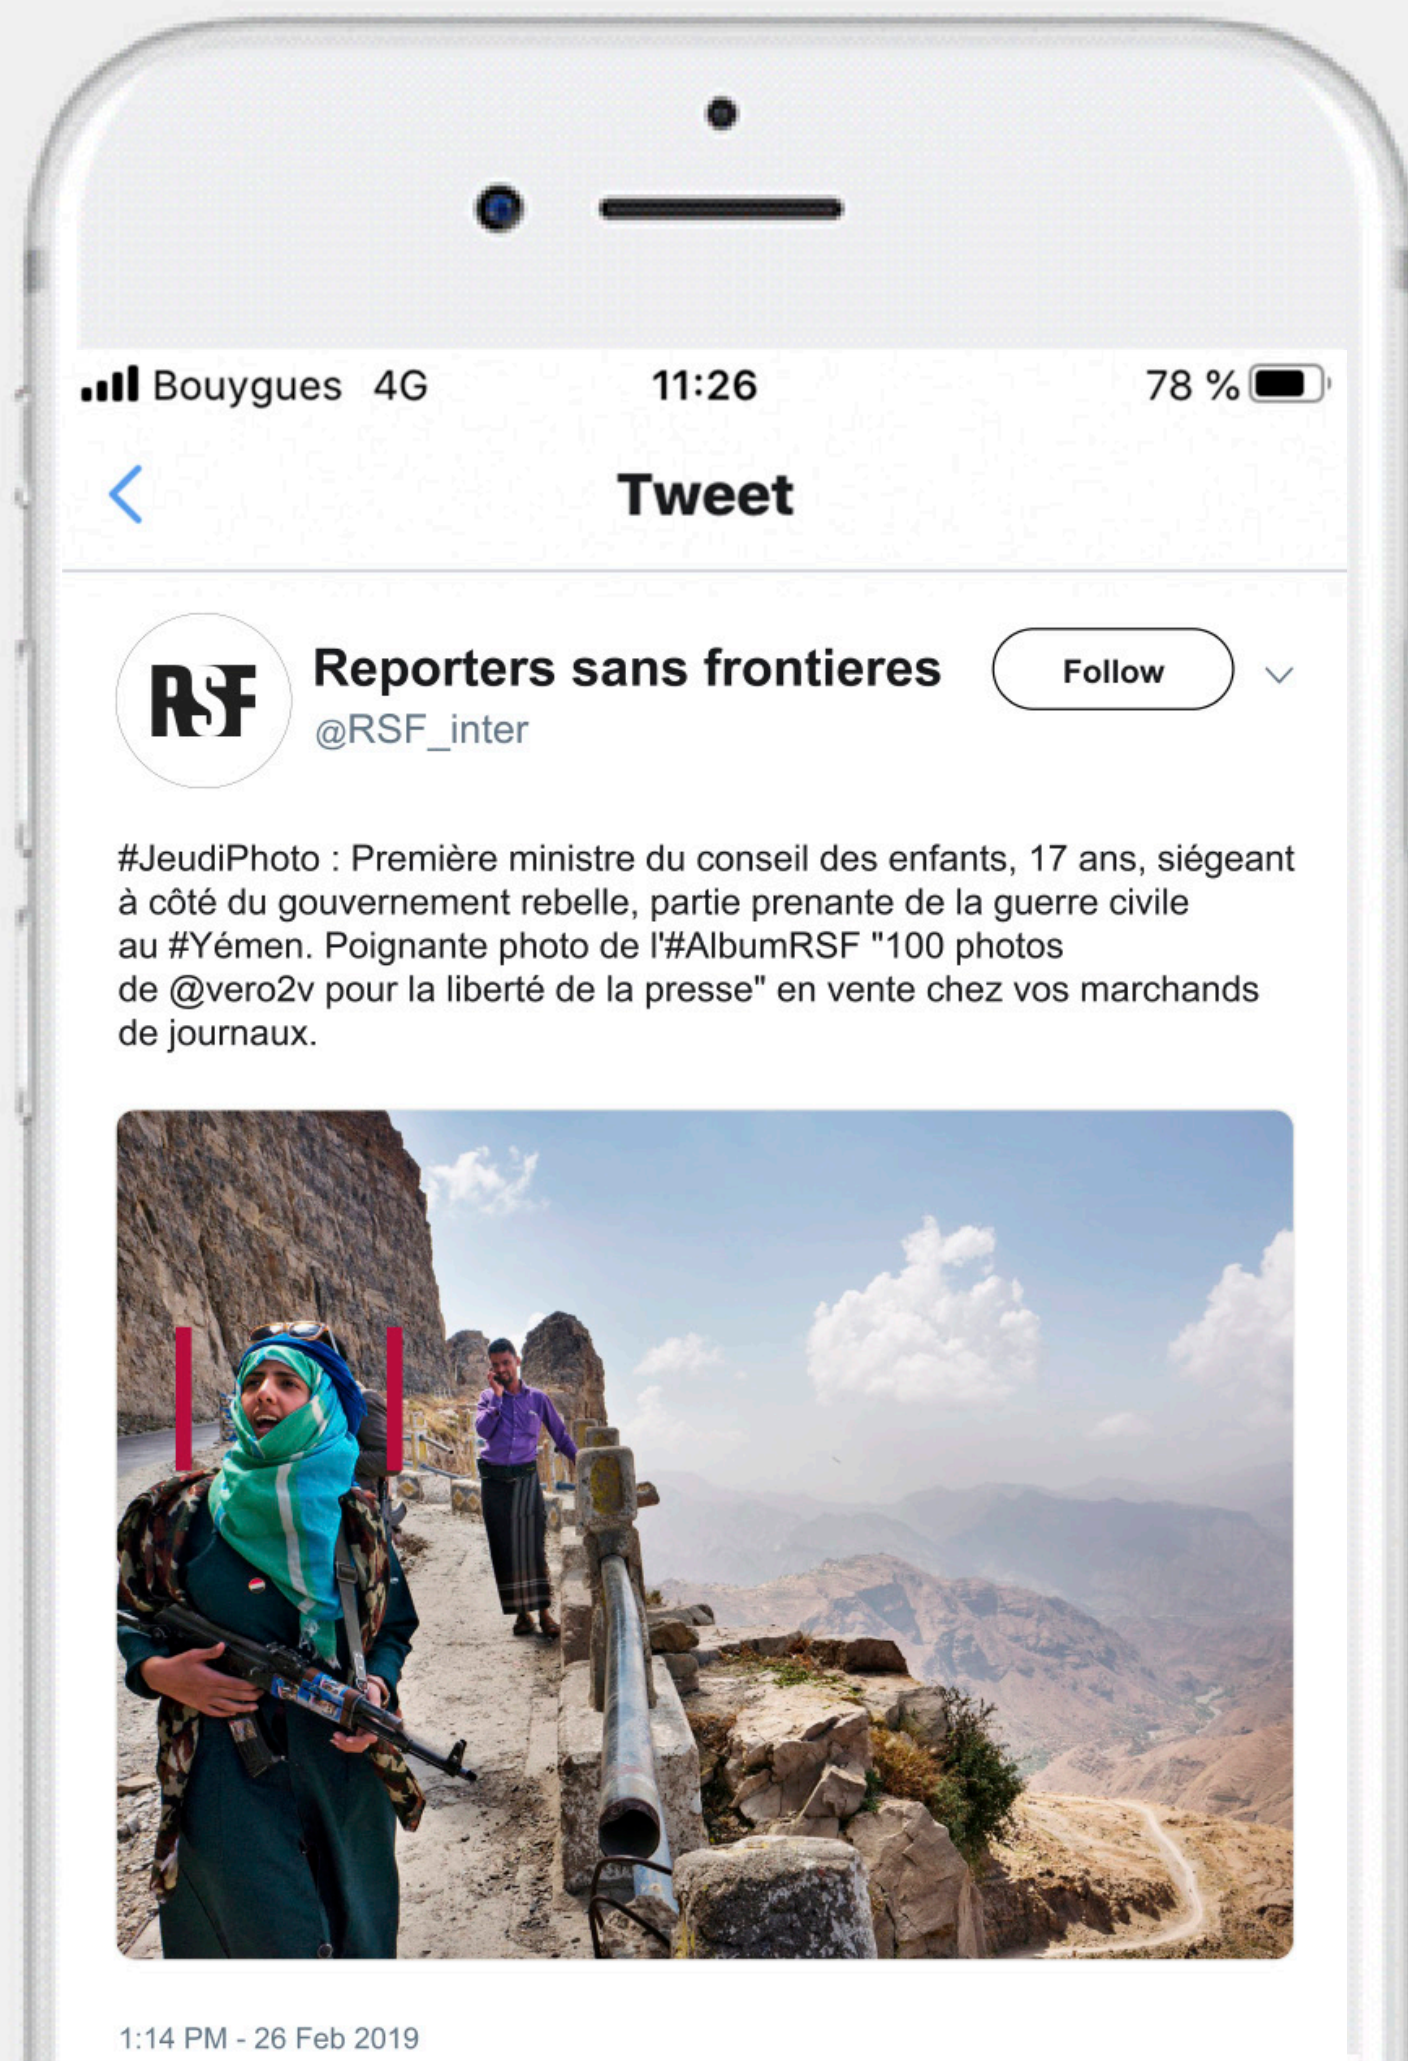 Bouygues 4G 11:26 78 %
Tweet
RSF
Reporters sans frontieres
Follow
@RSF_inter
#JeudiPhoto : Première ministre du conseil des enfants, 17 ans, siégeant
à côté du gouvernement rebelle, partie prenante de la guerre civile
au #Yémen. Poignante photo de l'#AlbumRSF "100 photos
de @vero2v pour la liberté de la presse" en vente chez vos marchands
de journaux.
1:14 PM - 26 Feb 2019